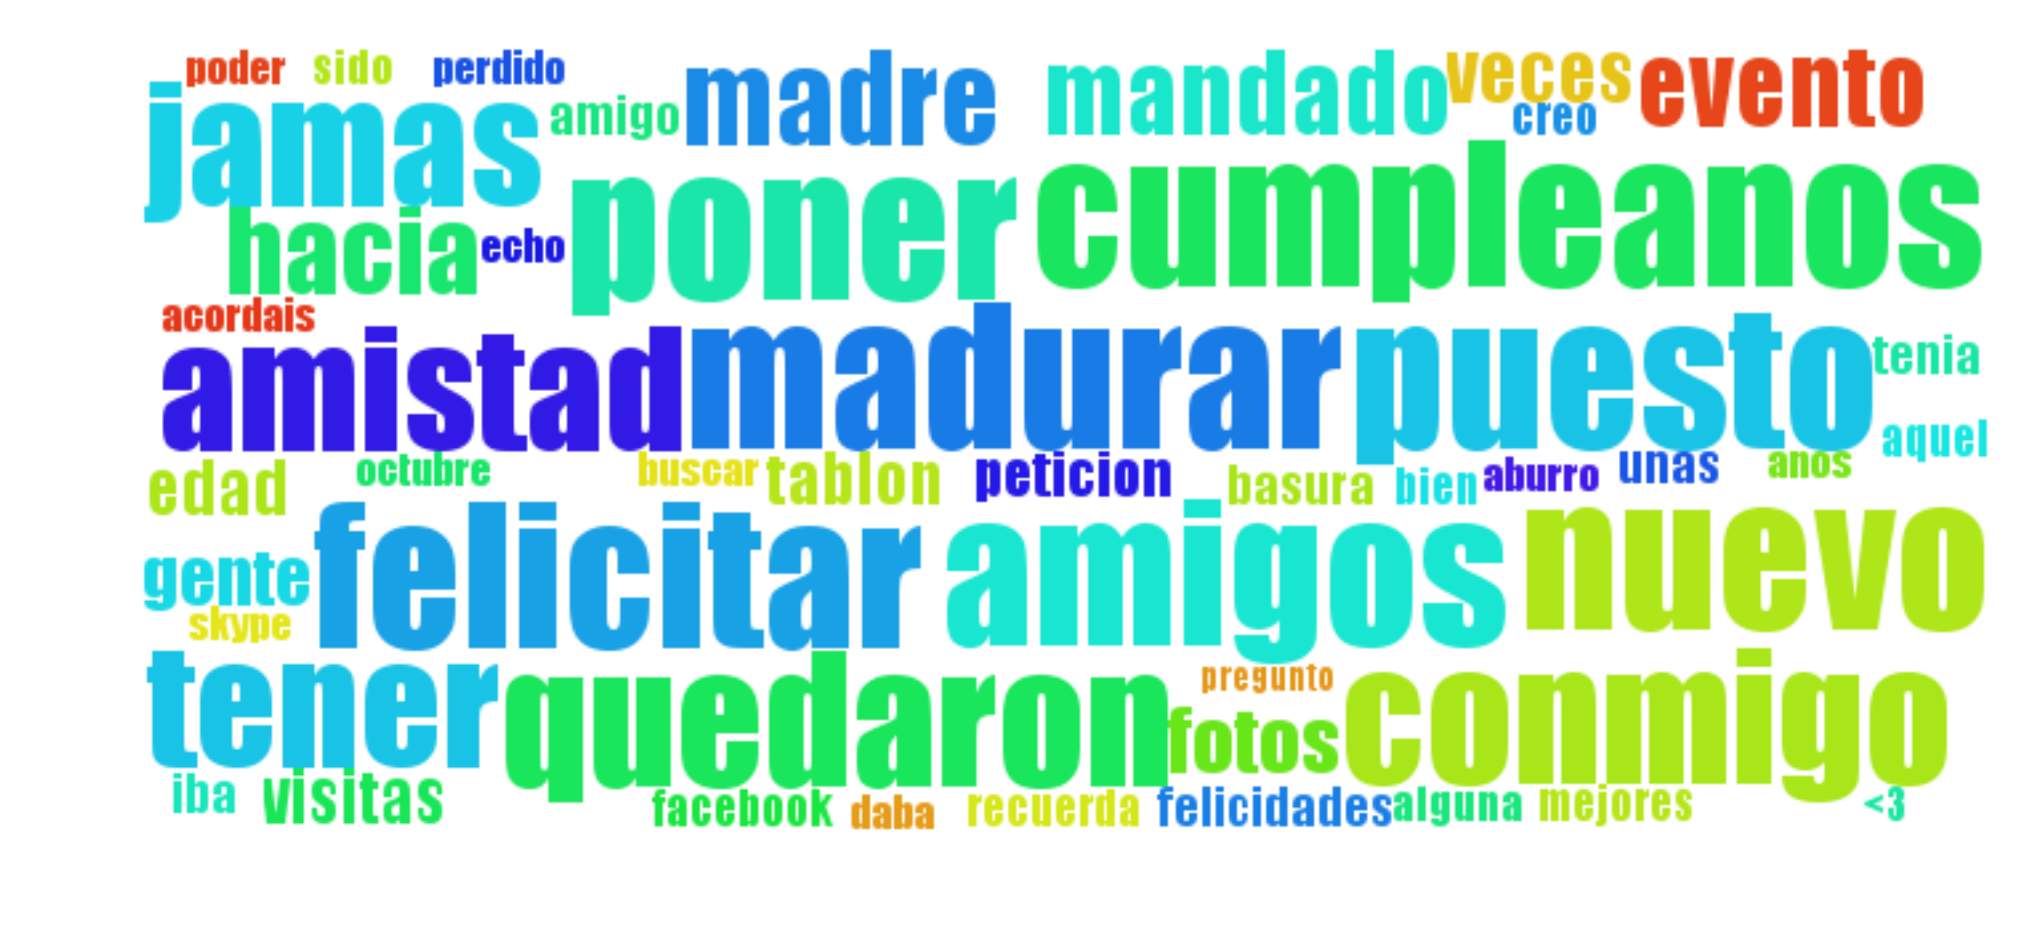 poder sido perdido madre mandado veces evento
jamas amigo creo
hacia echo poner cumpleanos
acordais
amistad madurar puesto tenia
aquel
edad octubre buscar tablon peticion basura bien aburro unas anos
gente felicitar amigos nuevo
skype
tener quedaron pregunto conmigo
fotos
iba visitas facebook daba recuerda felicidades alguna mejores <3